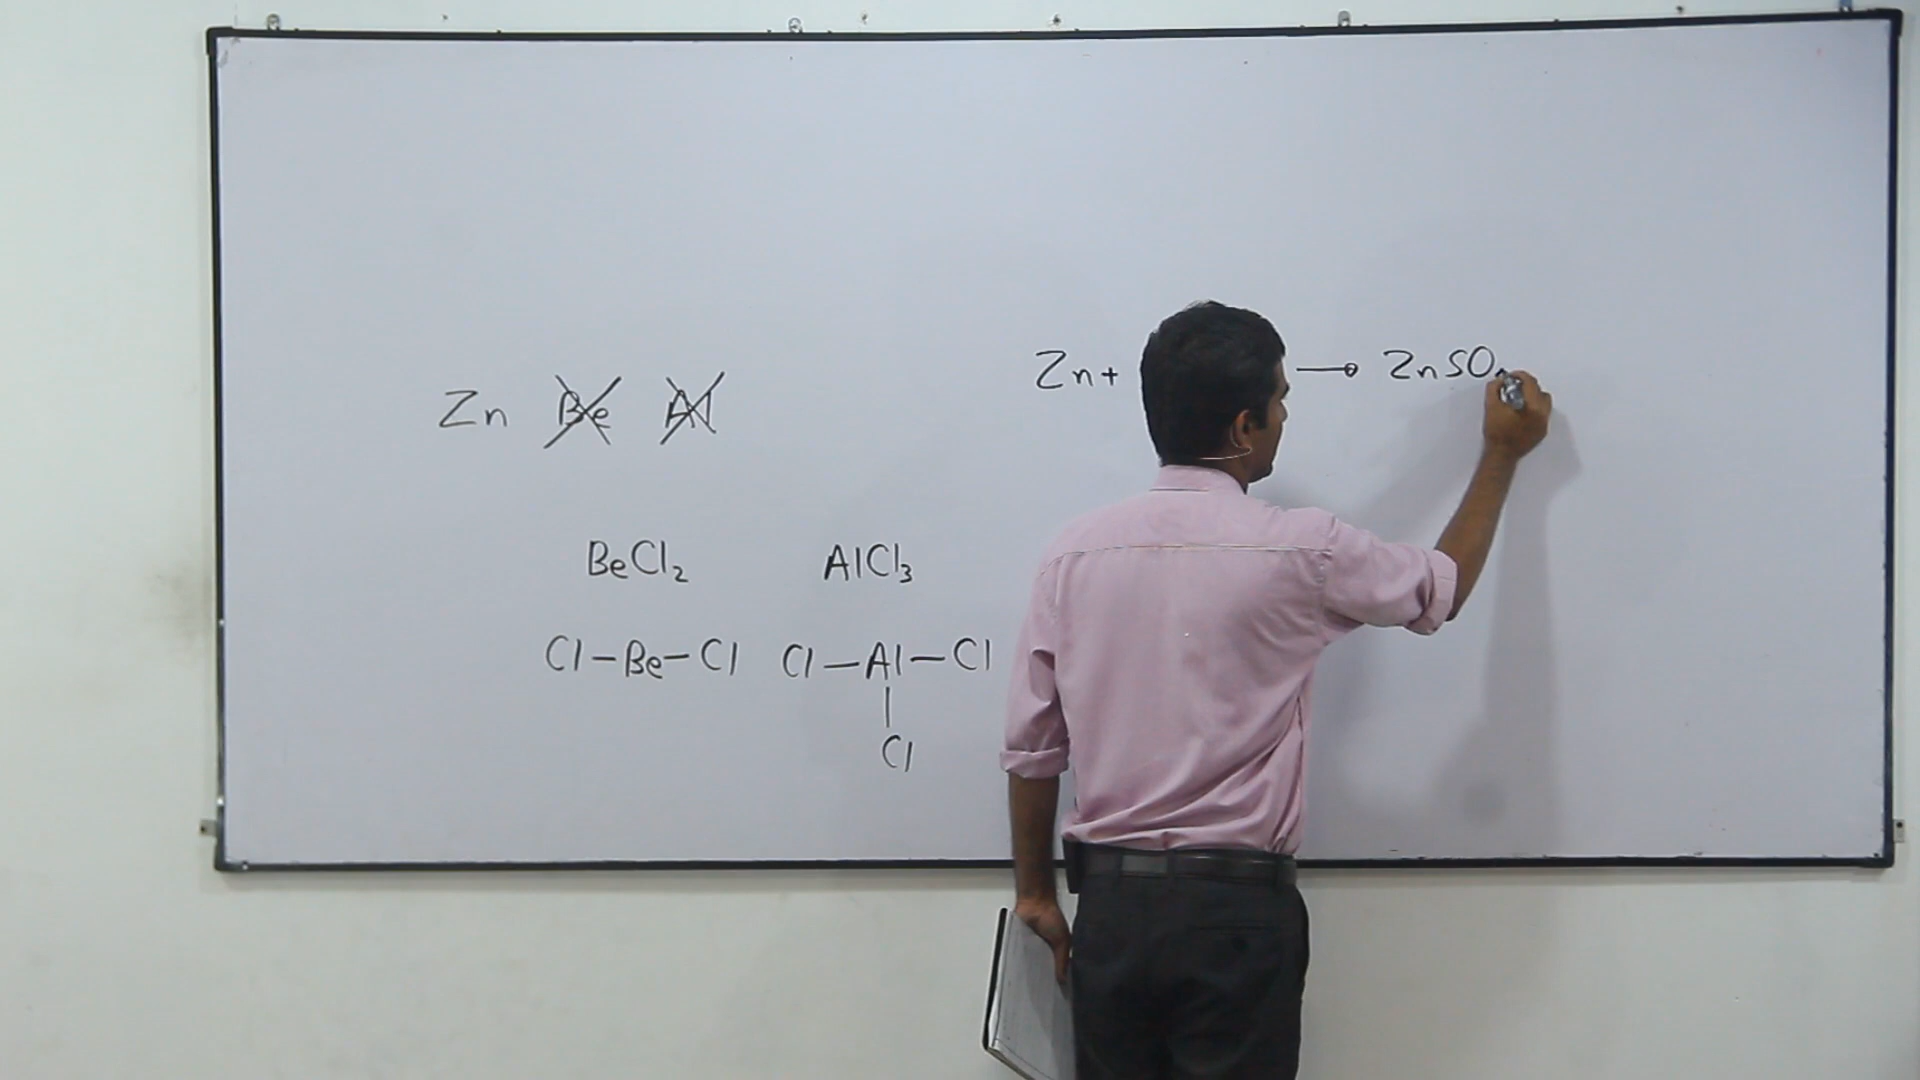 Zn + → ZnSO
Zn Be Al
BeCl₂ AlCl₃
Cl—Be—Cl Cl—Al—Cl
|
Cl